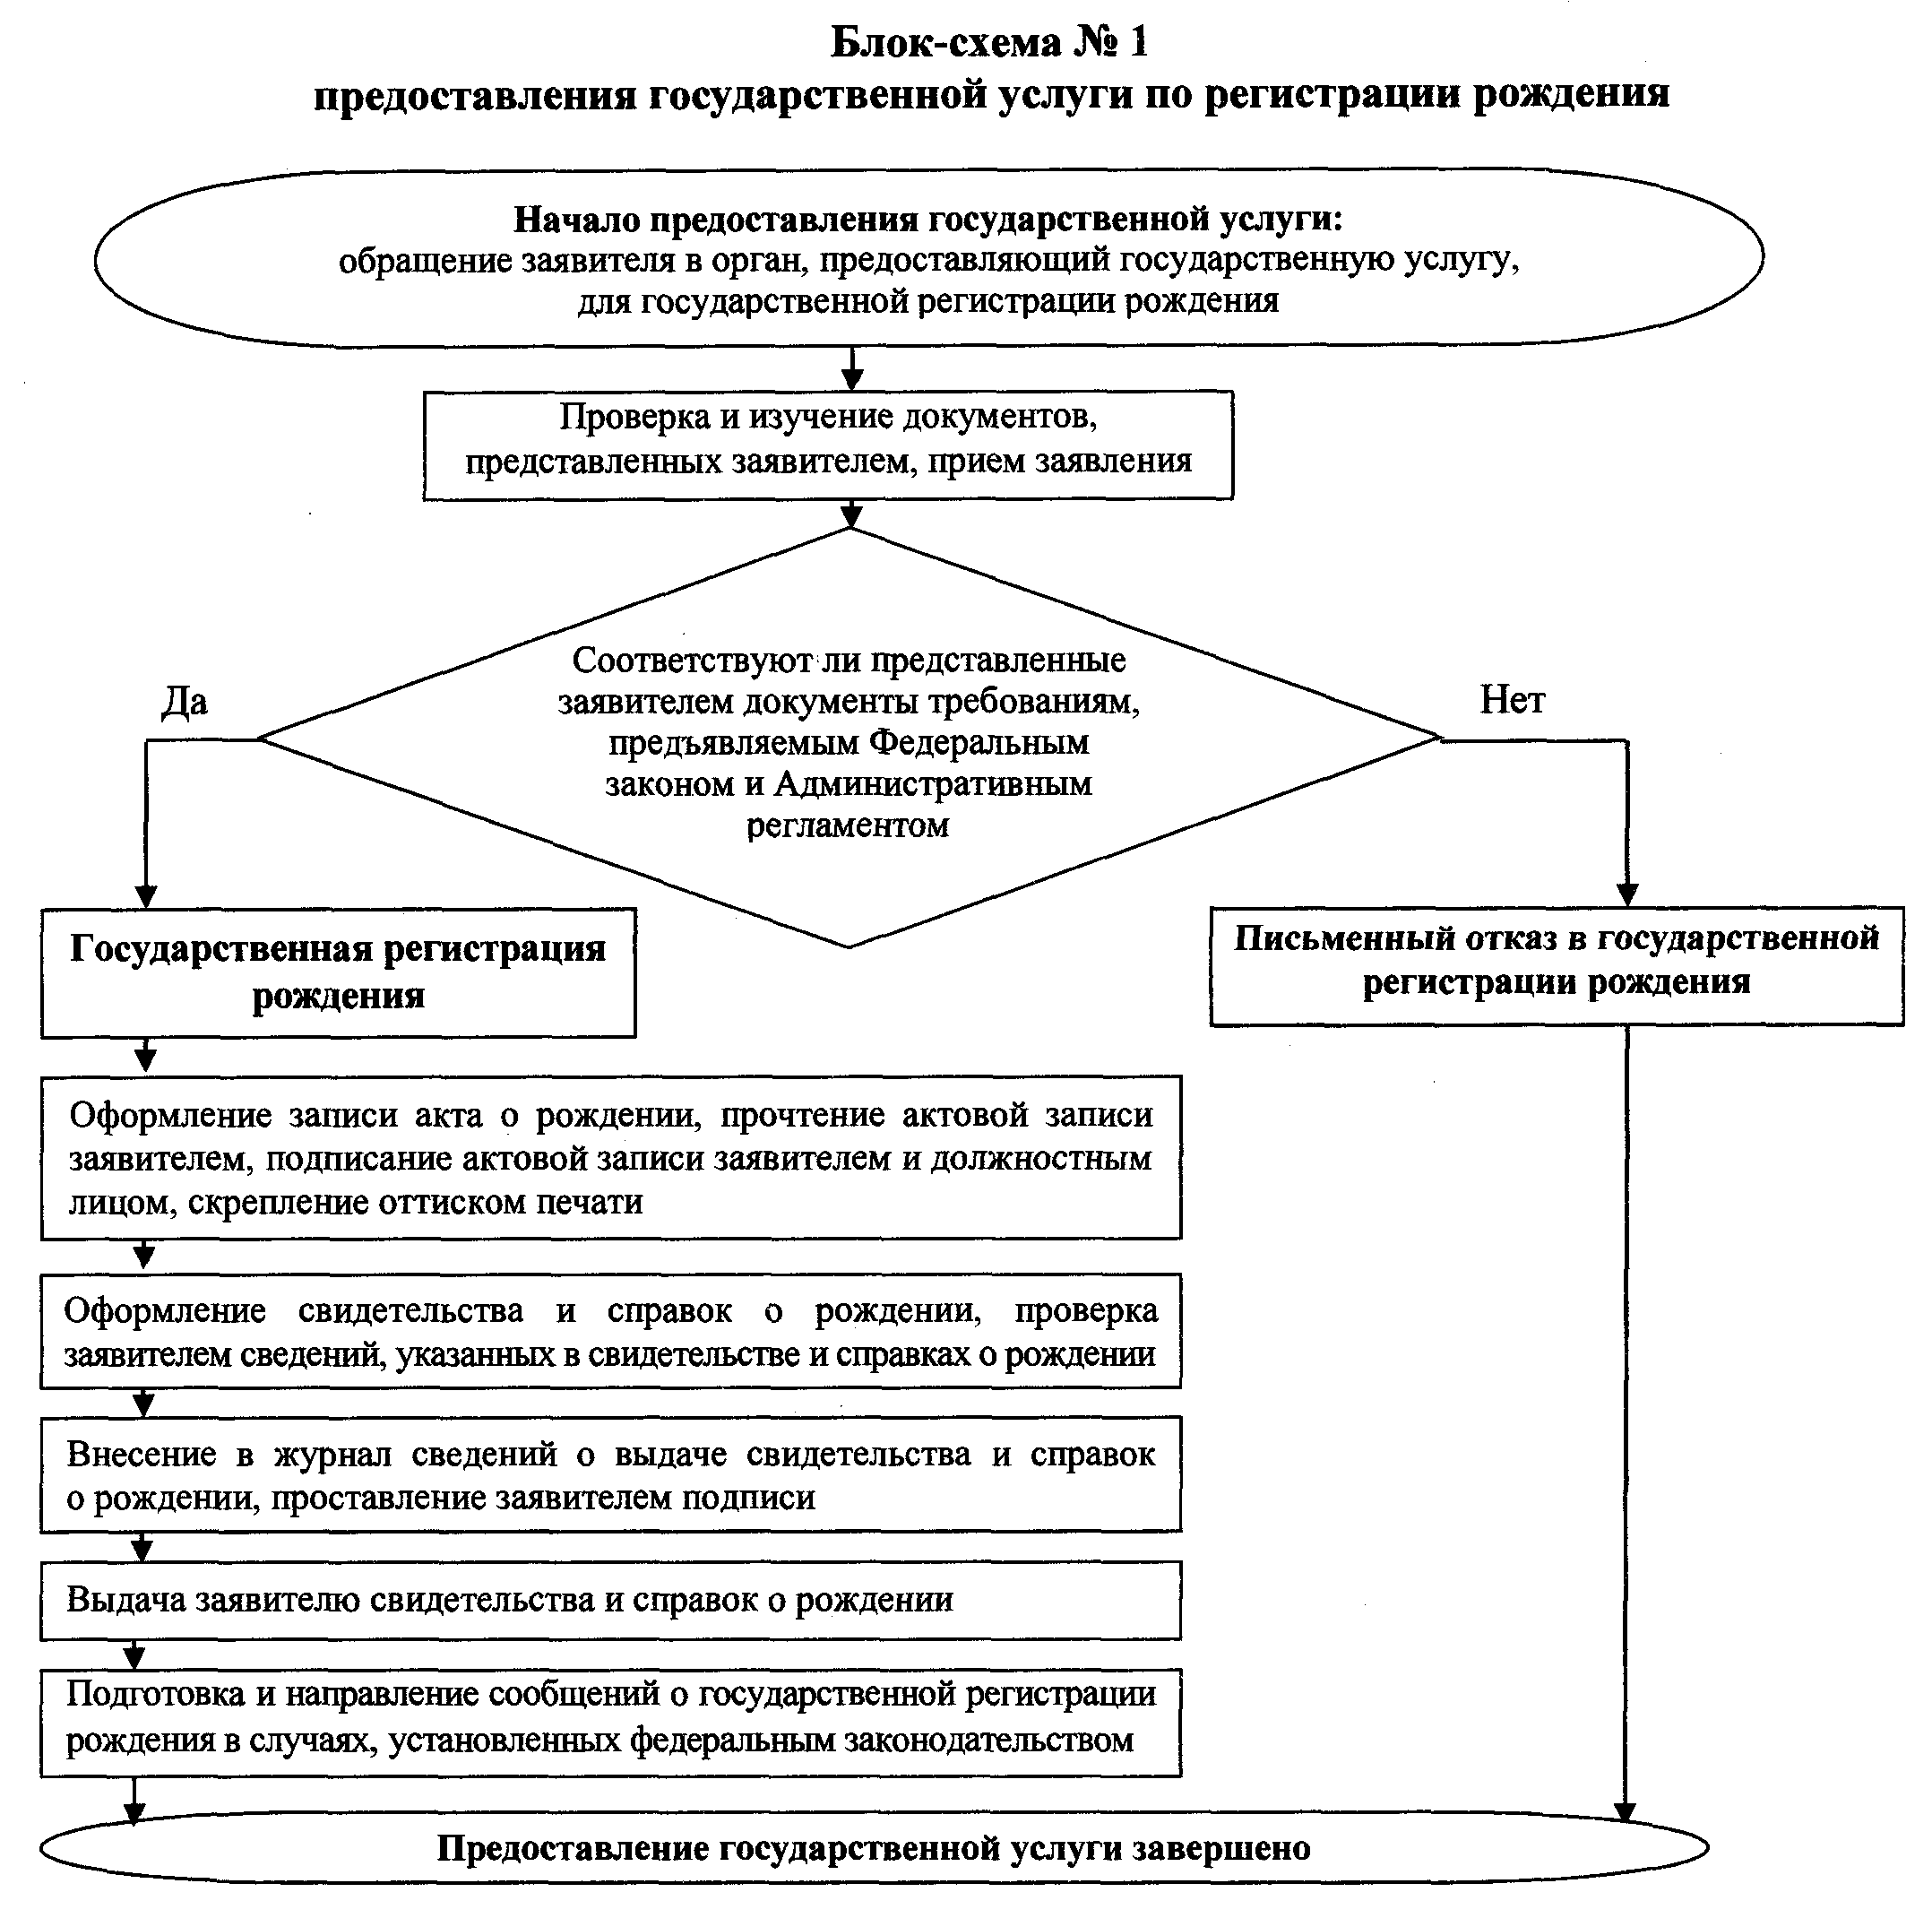 Блок-схема № 1
предоставления государственной услуги по регистрации рождения
Начало предоставления государственной услуги:
обращение заявителя в орган, предоставляющий государственную услугу,
для государственной регистрации рождения
Проверка и изучение документов,
представленных заявителем, прием заявления
Соответствуют ли представленные
заявителем документы требованиям,
предъявляемым Федеральным
законом и Административным
регламентом
Да
Нет
Государственная регистрация
рождения
Письменный отказ в государственной
регистрации рождения
Оформление записи акта о рождении, прочтение актовой записи
заявителем, подписание актовой записи заявителем и должностным
лицом, скрепление оттиском печати
Оформление свидетельства и справок о рождении, проверка
заявителем сведений, указанных в свидетельстве и справках о рождении
Внесение в журнал сведений о выдаче свидетельства и справок
о рождении, проставление заявителем подписи
Выдача заявителю свидетельства и справок о рождении
Подготовка и направление сообщений о государственной регистрации
рождения в случаях, установленных федеральным законодательством
Предоставление государственной услуги завершено